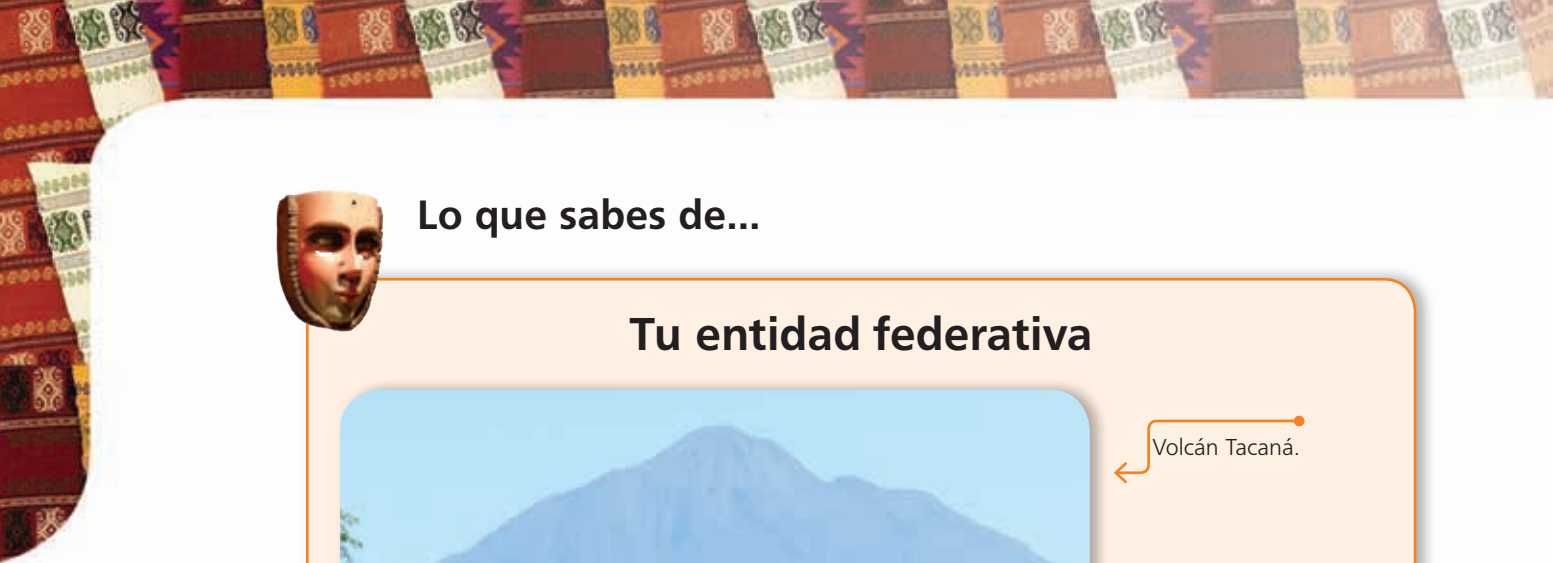 Lo que sabes de...
Tu entidad federativa
Volcán Tacaná.